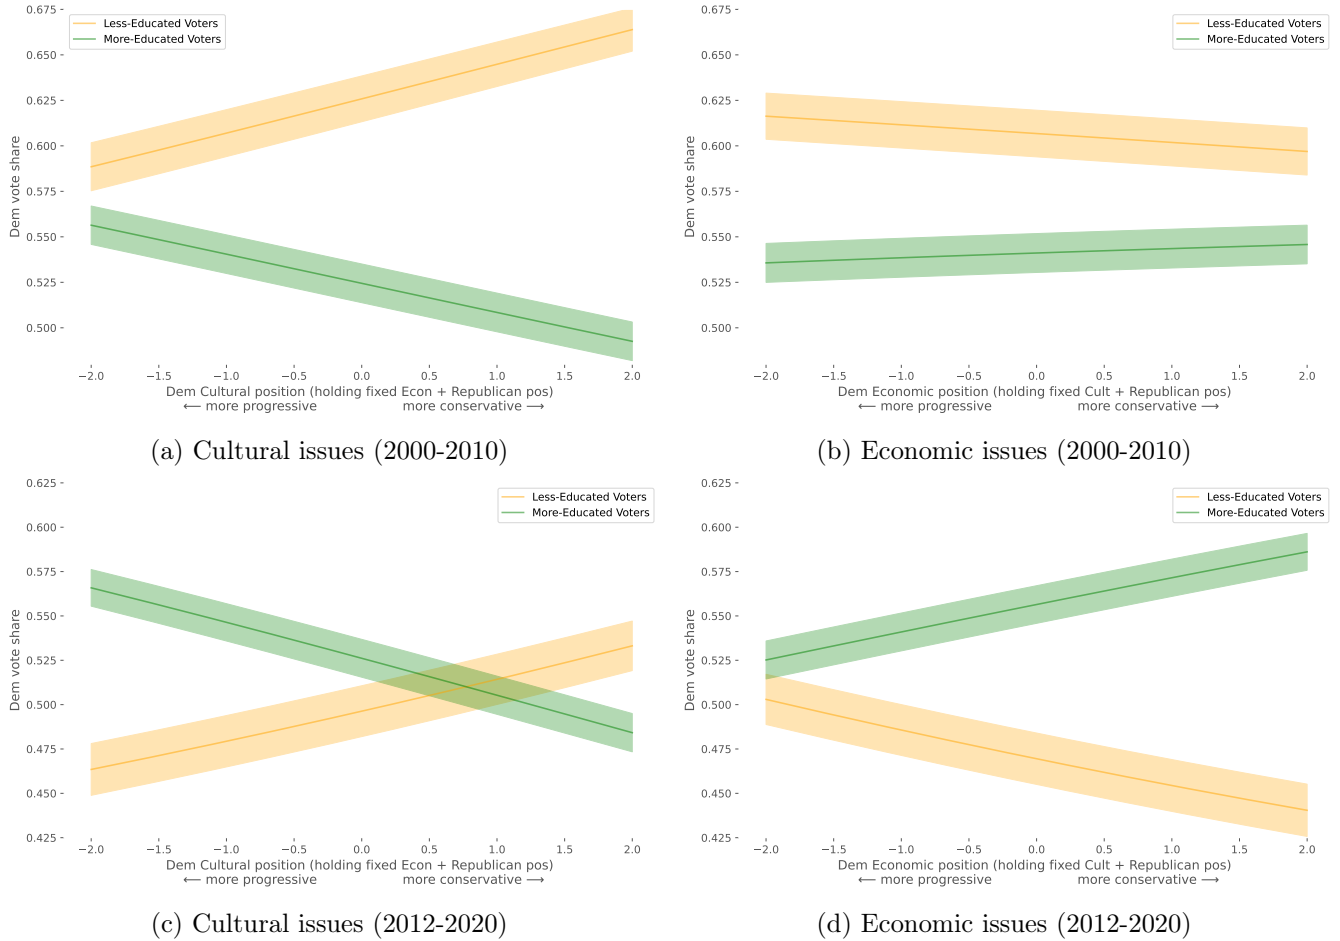 Less-Educated Voters
More-Educated Voters
0.675
0.650
0.625
0.600
0.575
0.550
0.525
0.500
Dem vote share
−2.0 −1.5 −1.0 −0.5 0.0 0.5 1.0 1.5 2.0
Dem Cultural position (holding fixed Econ + Republican pos)
⟵ more progressive more conservative ⟶
(a) Cultural issues (2000-2010)
Less-Educated Voters
More-Educated Voters
0.675
0.650
0.625
0.600
0.575
0.550
0.525
0.500
Dem vote share
−2.0 −1.5 −1.0 −0.5 0.0 0.5 1.0 1.5 2.0
Dem Economic position (holding fixed Cult + Republican pos)
⟵ more progressive more conservative ⟶
(b) Economic issues (2000-2010)
Less-Educated Voters
More-Educated Voters
0.625
0.600
0.575
0.550
0.525
0.500
0.475
0.450
0.425
Dem vote share
−2.0 −1.5 −1.0 −0.5 0.0 0.5 1.0 1.5 2.0
Dem Cultural position (holding fixed Econ + Republican pos)
⟵ more progressive more conservative ⟶
(c) Cultural issues (2012-2020)
Less-Educated Voters
More-Educated Voters
0.625
0.600
0.575
0.550
0.525
0.500
0.475
0.450
0.425
Dem vote share
−2.0 −1.5 −1.0 −0.5 0.0 0.5 1.0 1.5 2.0
Dem Economic position (holding fixed Cult + Republican pos)
⟵ more progressive more conservative ⟶
(d) Economic issues (2012-2020)